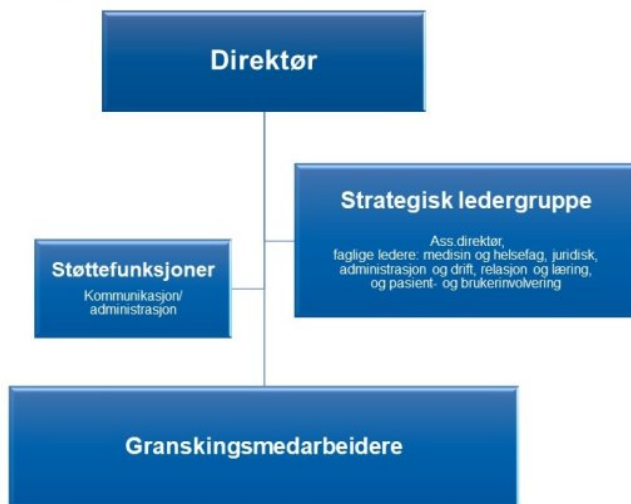 Direktør
Strategisk ledergruppe
Ass.direktør,
faglige ledere: medisin og helsefag, juridisk,
administrasjon og drift, relasjon og læring,
og pasient- og brukerinvolvering
Støttefunksjoner
Kommunikasjon/
administrasjon
Granskingsmedarbeidere